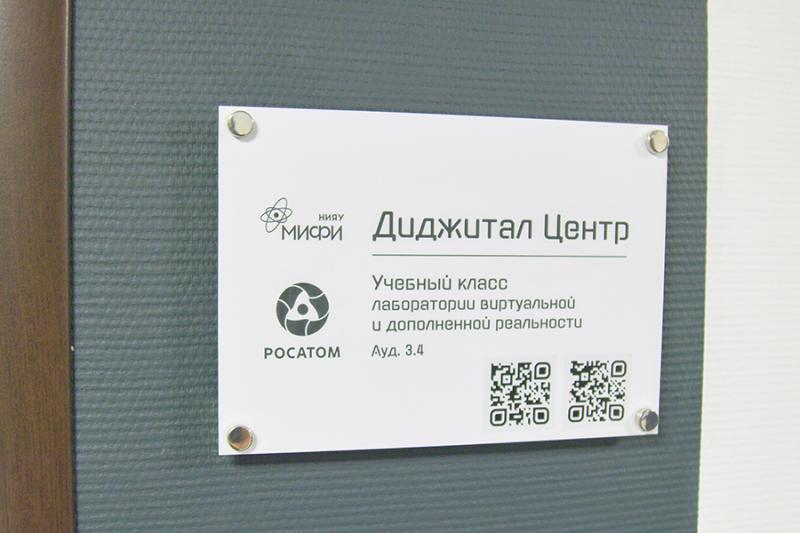 НИЯУ
МИФИ
Диджитал Центр
Учебный класс
лаборатории виртуальной
и дополненной реальности
РОСАТОМ
Ауд. 3.4